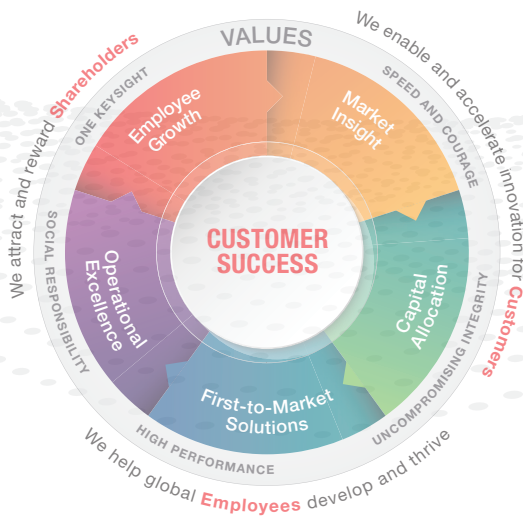 VALUES
We attract and reward Shareholders
We enable and accelerate innovation for Customers
We help global Employees develop and thrive
ONE KEYSIGHT
SPEED AND COURAGE
UNCOMPROMISING INTEGRITY
HIGH PERFORMANCE
SOCIAL RESPONSIBILITY
Employee
Growth
Market
Insight
Capital
Allocation
First-to-Market
Solutions
Operational
Excellence
CUSTOMER
SUCCESS